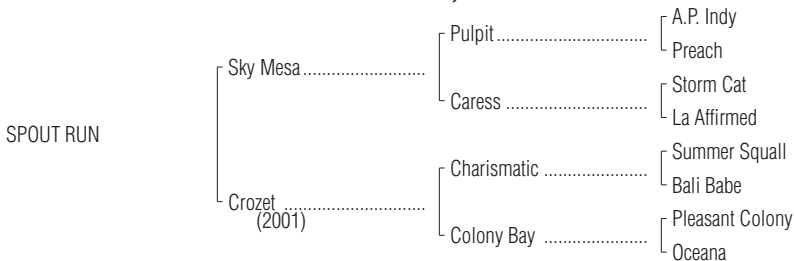 A.P. Indy
Pulpit..................................
Preach
Sky Mesa...........................
Storm Cat
Caress ................................
La Affirmed
SPOUT RUN
Summer Squall
Charismatic .......................
Bali Babe
Crozet ...............................
(2001)
Pleasant Colony
Colony Bay .......................
Oceana